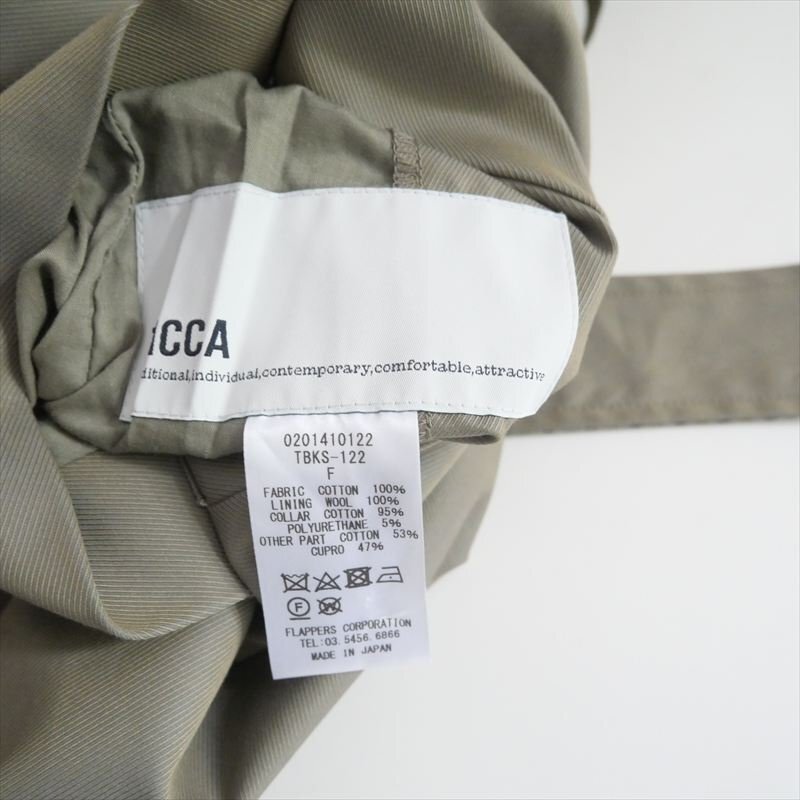 ICCA
ditional,individual,contemporary,comfortable,attractive
0201410122
TBKS-122
F
FABRIC COTTON 100%
LINING WOOL 100%
COLLAR COTTON 95%
POLYURETHANE 5%
OTHER PART COTTON 53%
CUPRO 47%
F
W
FLAPPERS CORPORATION
TEL:03.5456.6866
MADE IN JAPAN